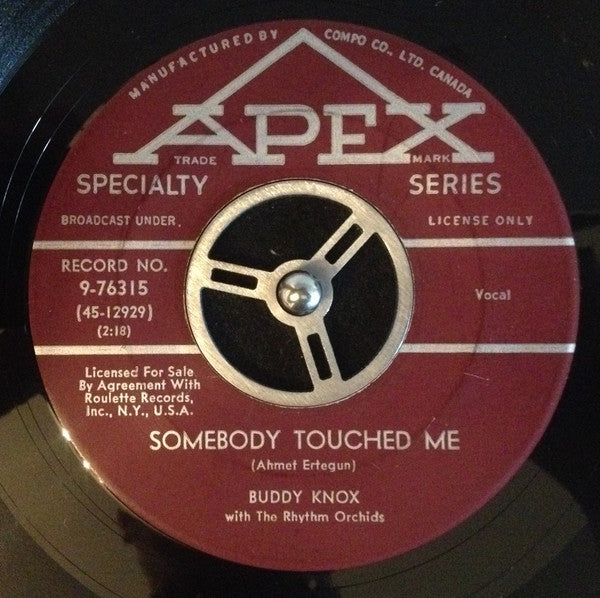 MANUFACTURED BY COMPO CO., LTD. CANADA
APEX
TRADE MARK
SPECIALTY SERIES
BROADCAST UNDER. LICENSE ONLY
RECORD NO.
9-76315
(45-12929)
(2:18)
Vocal
Licensed For Sale
By Agreement With
Roulette Records,
Inc., N.Y., U.S.A.
SOMEBODY TOUCHED ME
(Ahmet Ertegun)
BUDDY KNOX
with The Rhythm Orchids